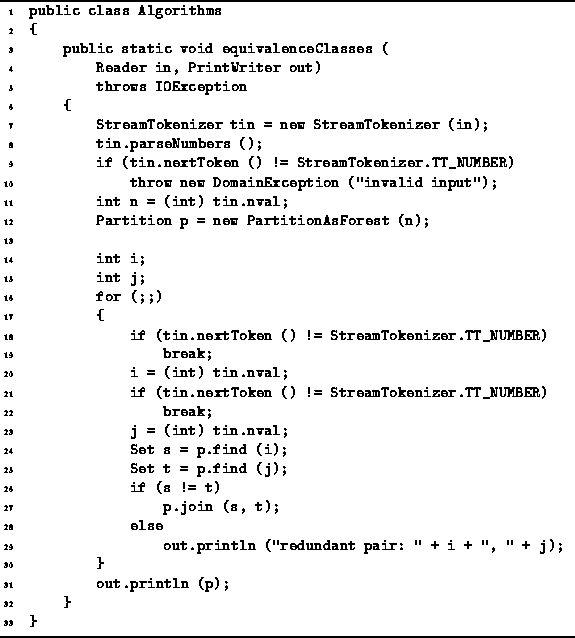 1 public class Algorithms
2 {
3 public static void equivalenceClasses (
4 Reader in, PrintWriter out)
5 throws IOException
6 {
7 StreamTokenizer tin = new StreamTokenizer (in);
8 tin.parseNumbers ();
9 if (tin.nextToken () != StreamTokenizer.TT_NUMBER)
10 throw new DomainException ("invalid input");
11 int n = (int) tin.nval;
12 Partition p = new PartitionAsForest (n);
13
14 int i;
15 int j;
16 for (;;)
17 {
18 if (tin.nextToken () != StreamTokenizer.TT_NUMBER)
19 break;
20 i = (int) tin.nval;
21 if (tin.nextToken () != StreamTokenizer.TT_NUMBER)
22 break;
23 j = (int) tin.nval;
24 Set s = p.find (i);
25 Set t = p.find (j);
26 if (s != t)
27 p.join (s, t);
28 else
29 out.println ("redundant pair: " + i + ", " + j);
30 }
31 out.println (p);
32 }
33 }